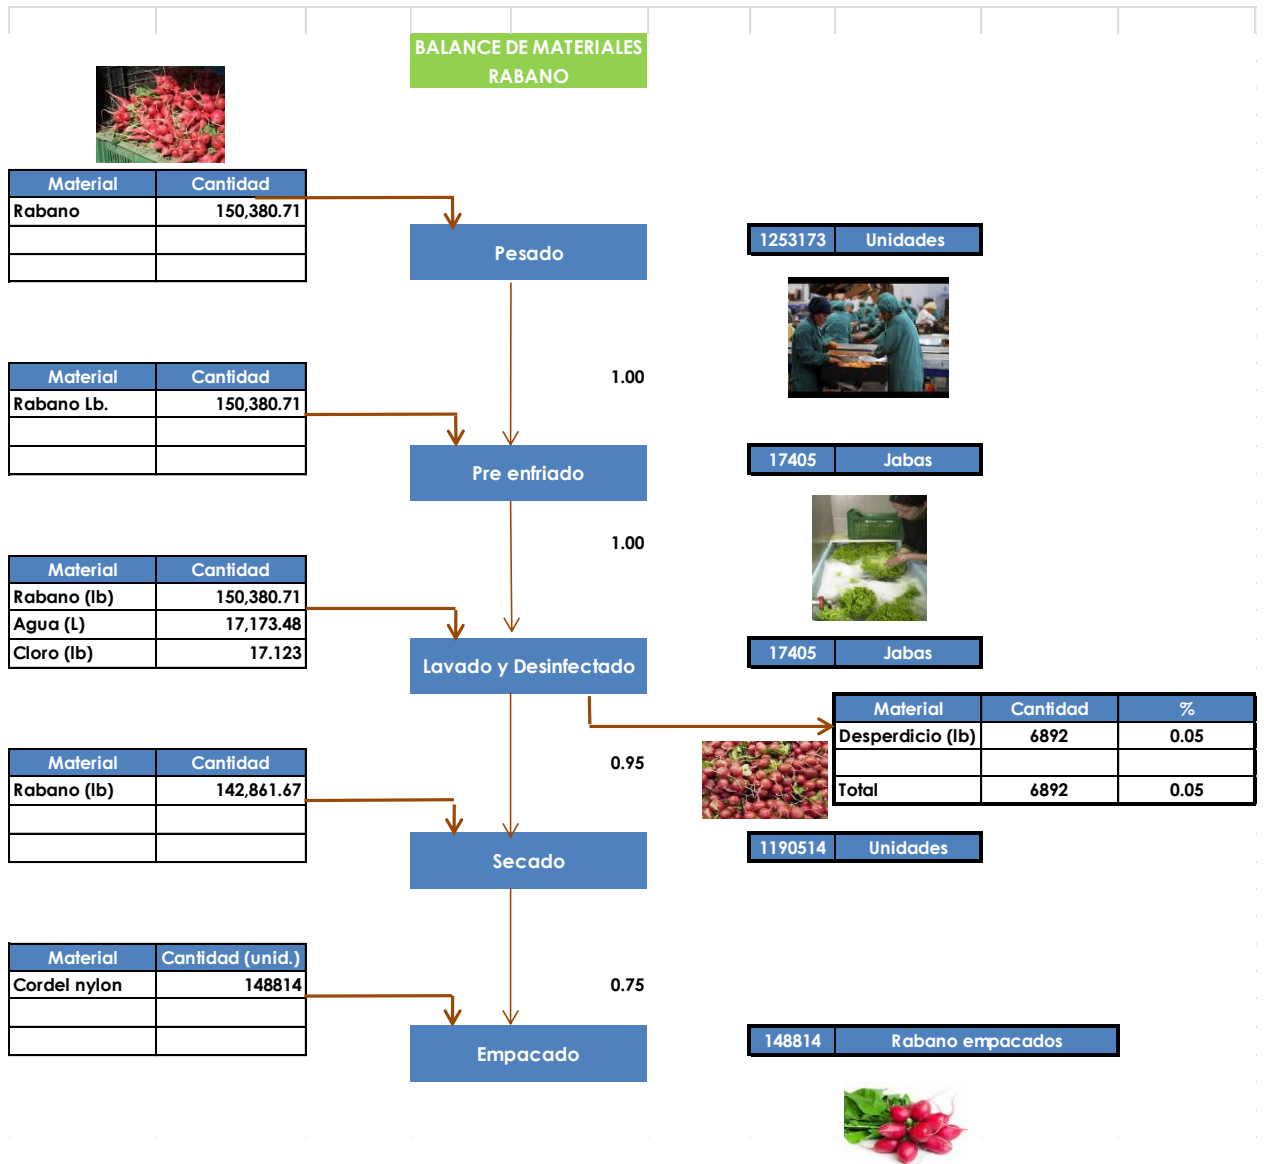 BALANCE DE MATERIALES
RABANO
Material Cantidad
Rabano 150,380.71
Pesado
1253173 Unidades
Material Cantidad
1.00
Rabano Lb. 150,380.71
Pre enfriado
17405 Jabas
1.00
Material Cantidad
Rabano (lb) 150,380.71
Agua (L) 17,173.48
Cloro (lb) 17.123
Lavado y Desinfectado
17405 Jabas
Material Cantidad %
Desperdicio (lb) 6892 0.05
Total 6892 0.05
Material Cantidad
0.95
Rabano (lb) 142,861.67
Secado
1190514 Unidades
Material Cantidad (unid.)
Cordel nylon 148814
0.75
Empacado
148814 Rabano empacados